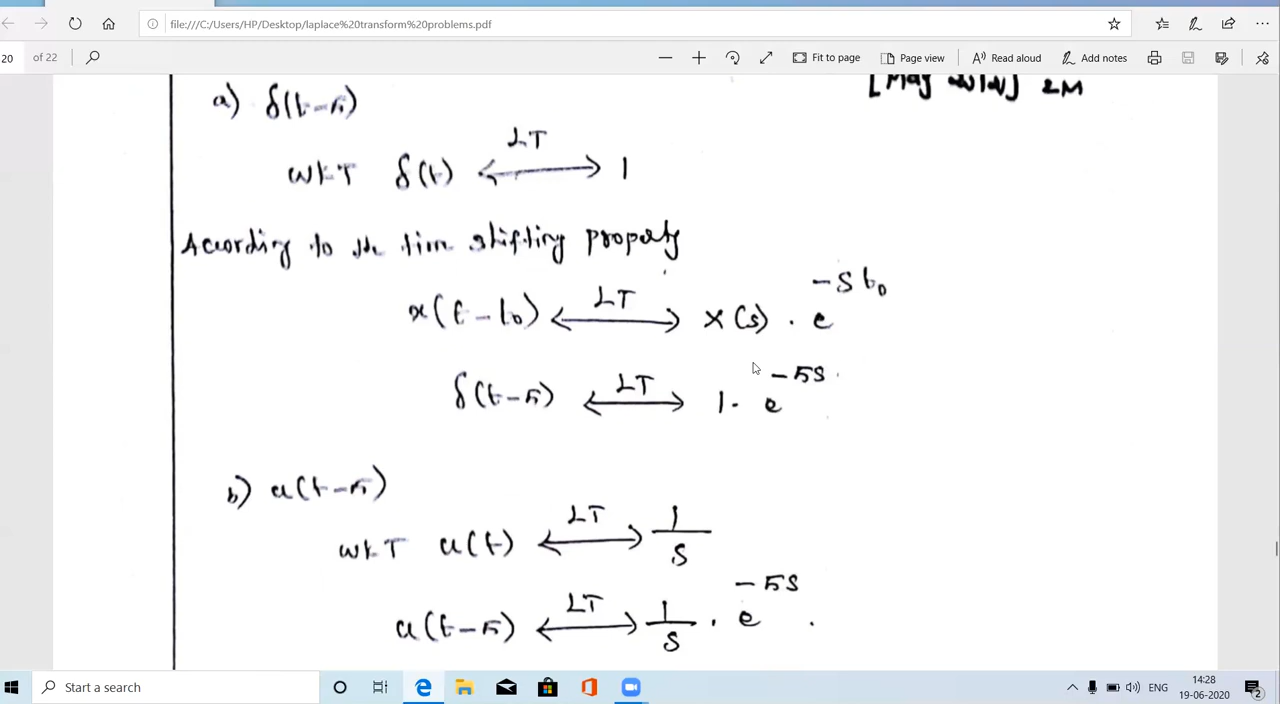 file:///C:/Users/HP/Desktop/laplace%20transform%20problems.pdf
20 of 22 Fit to page Page view Read aloud Add notes
2M
a) δ(t-5)
LT
WKT δ(t) ⟷ 1
According to the time shifting property
x(t-t₀) ⟷ LT X(s) . e^-st₀
δ(t-5) ⟷ LT 1. e^-5s
b) u(t-5)
WKT u(t) ⟷ LT 1/s
u(t-5) ⟷ LT 1/s . e^-5s .
Start a search
ENG 14:28
19-06-2020 2